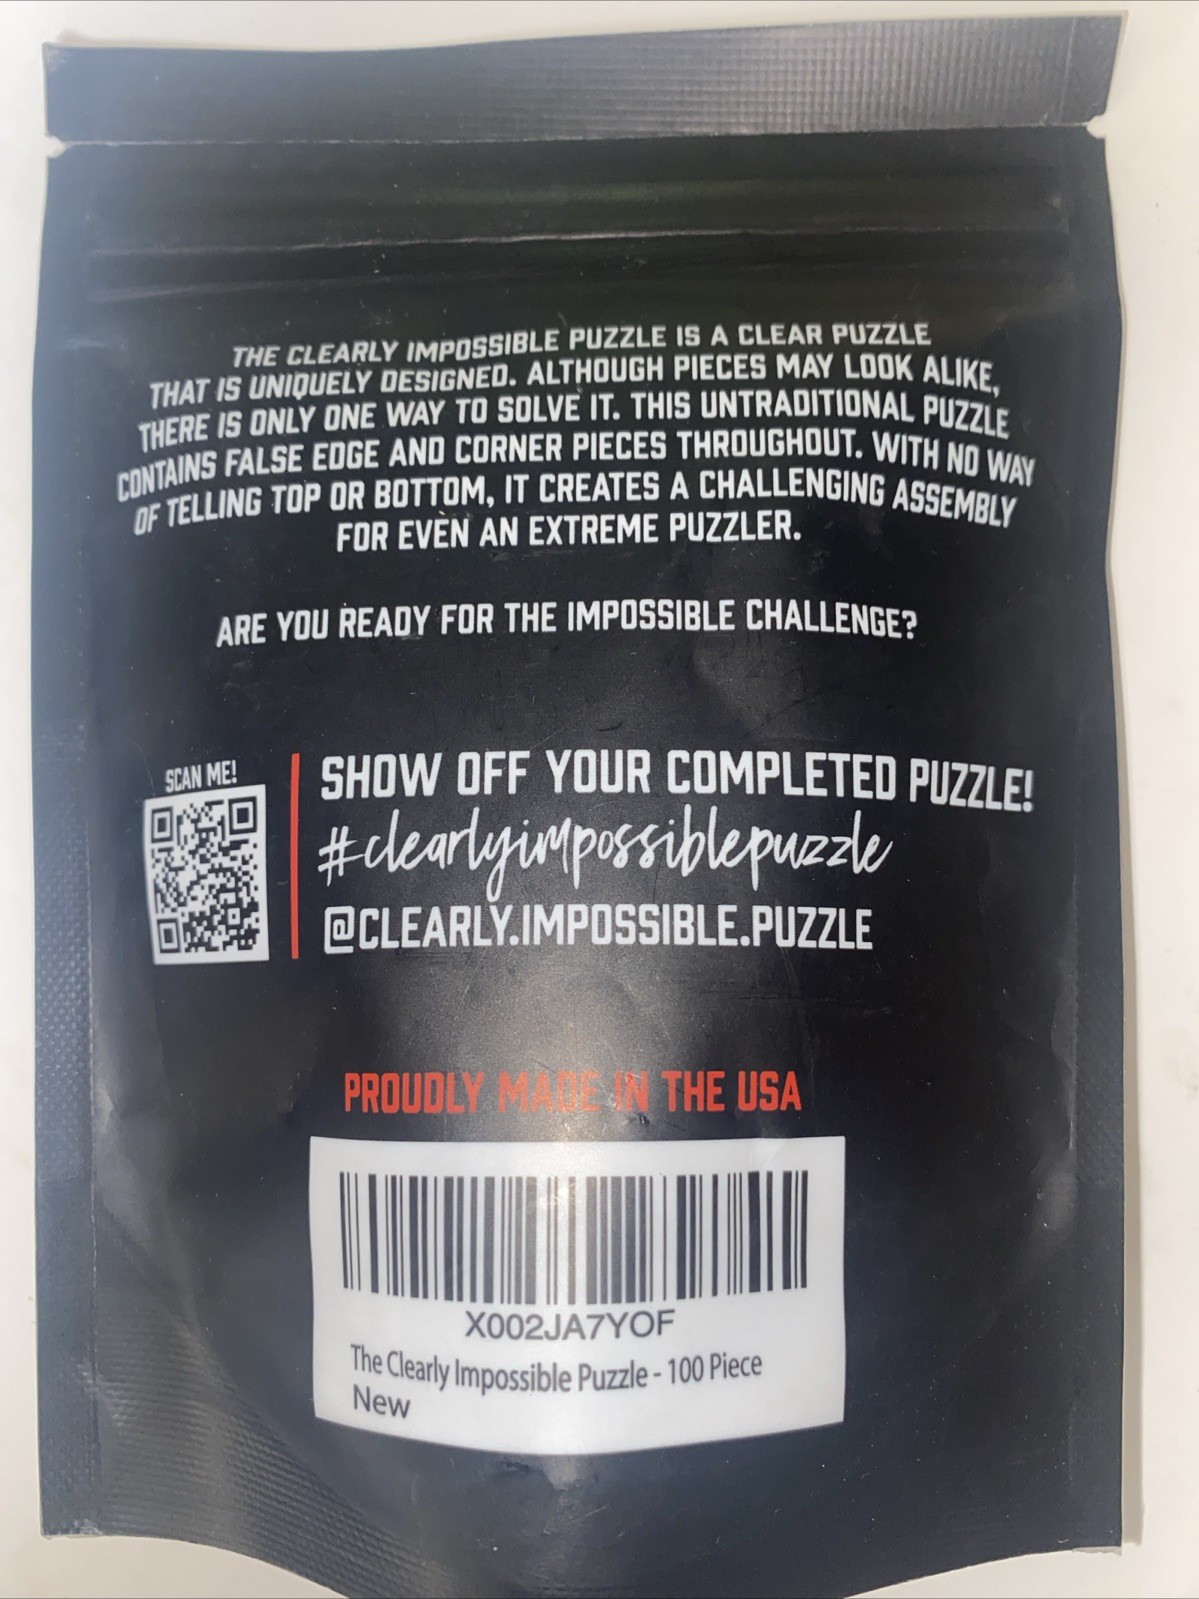 THE CLEARLY IMPOSSIBLE PUZZLE IS A CLEAR PUZZLE
THAT IS UNIQUELY DESIGNED. ALTHOUGH PIECES MAY LOOK ALIKE,
THERE IS ONLY ONE WAY TO SOLVE IT. THIS UNTRADITIONAL PUZZLE
CONTAINS FALSE EDGE AND CORNER PIECES THROUGHOUT. WITH NO WAY
OF TELLING TOP OR BOTTOM, IT CREATES A CHALLENGING ASSEMBLY
FOR EVEN AN EXTREME PUZZLER.
ARE YOU READY FOR THE IMPOSSIBLE CHALLENGE?
SCAN ME!
SHOW OFF YOUR COMPLETED PUZZLE!
#clearlyimpossiblepuzzle
@CLEARLY.IMPOSSIBLE.PUZZLE
PROUDLY MADE IN THE USA
X002JA7YOF
The Clearly Impossible Puzzle - 100 Piece
New